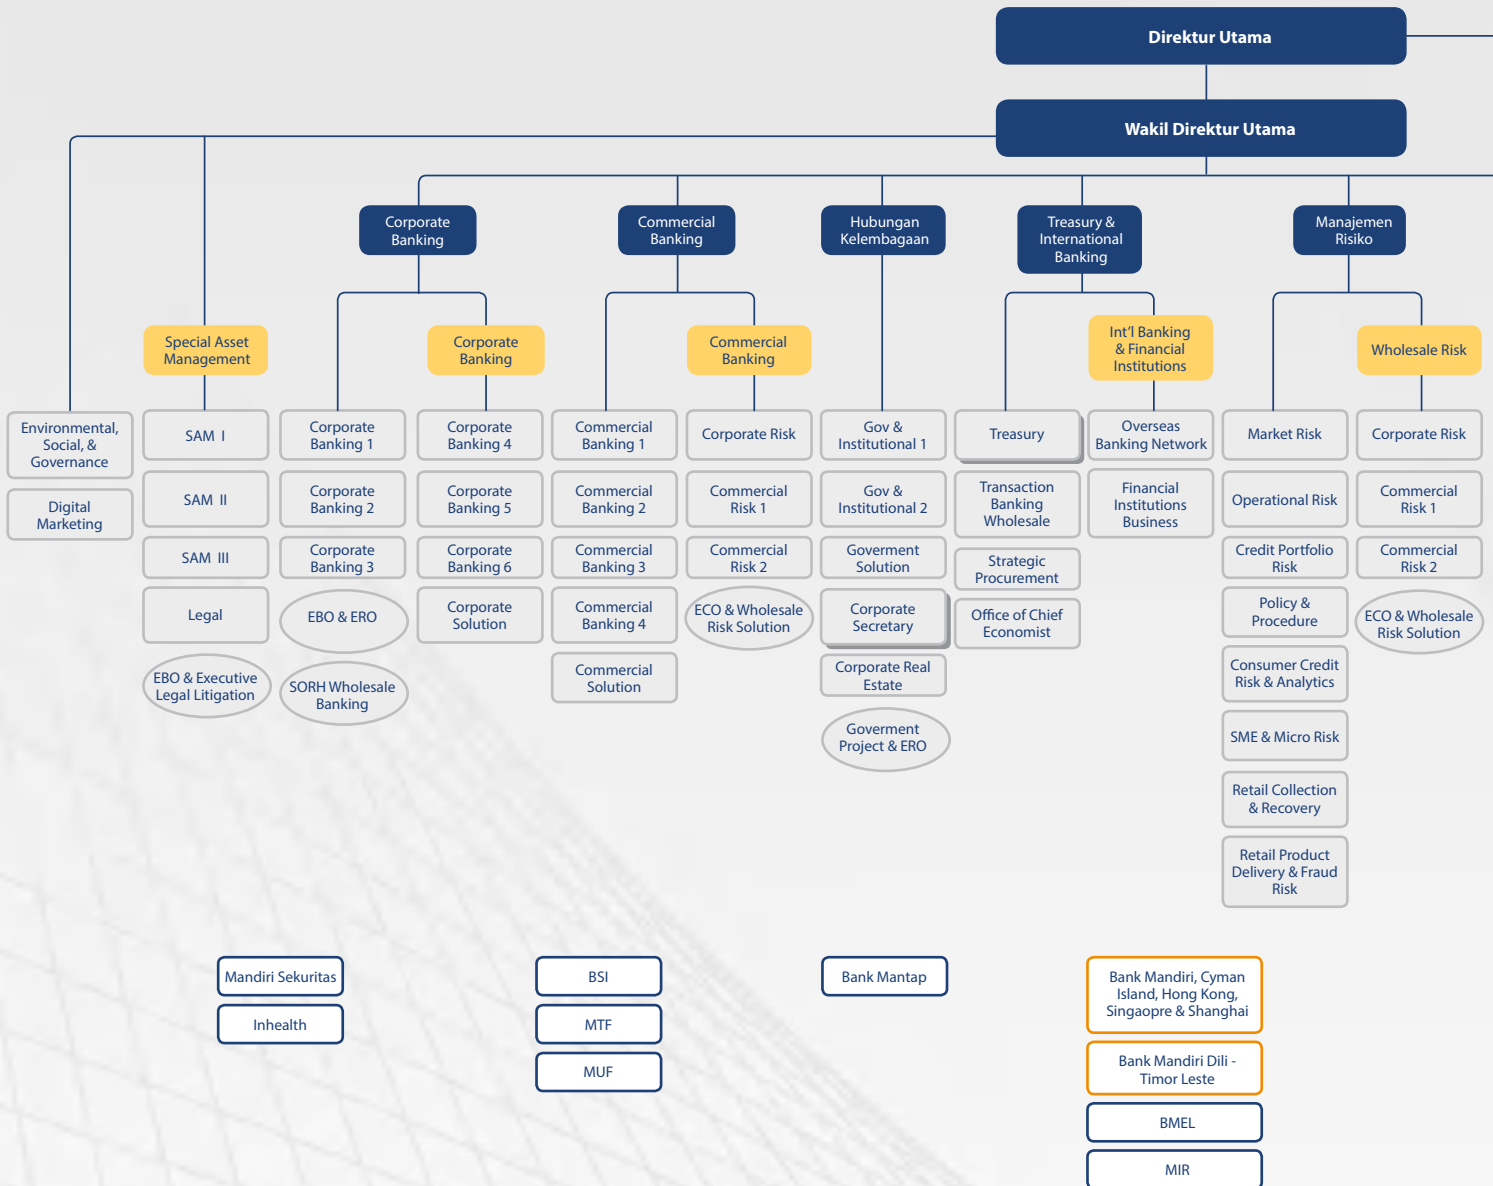 Direktur Utama
Wakil Direktur Utama
Corporate
Banking
Commercial
Banking
Hubungan
Kelembagaan
Treasury &
International
Banking
Manajemen
Risiko
Special Asset
Management
Corporate
Banking
Commercial
Banking
Int'l Banking
& Financial
Institutions
Wholesale Risk
Environmental,
Social, &
Governance
Digital
Marketing
SAM I
SAM II
SAM III
Legal
EBO & Executive
Legal Litigation
Corporate
Banking 1
Corporate
Banking 2
Corporate
Banking 3
EBO & ERO
SORH Wholesale
Banking
Corporate
Banking 4
Corporate
Banking 5
Corporate
Banking 6
Corporate
Solution
Commercial
Banking 1
Commercial
Banking 2
Commercial
Banking 3
Commercial
Banking 4
Commercial
Solution
Corporate Risk
Commercial
Risk 1
Commercial
Risk 2
ECO & Wholesale
Risk Solution
Gov &
Institutional 1
Gov &
Institutional 2
Goverment
Solution
Corporate
Secretary
Corporate Real
Estate
Goverment
Project & ERO
Treasury
Transaction
Banking
Wholesale
Strategic
Procurement
Office of Chief
Economist
Overseas
Banking Network
Financial
Institutions
Business
Market Risk
Operational Risk
Credit Portfolio
Risk
Policy &
Procedure
Consumer Credit
Risk & Analytics
SME & Micro Risk
Retail Collection
& Recovery
Retail Product
Delivery & Fraud
Risk
Corporate Risk
Commercial
Risk 1
Commercial
Risk 2
ECO & Wholesale
Risk Solution
Mandiri Sekuritas
Inhealth
BSI
MTF
MUF
Bank Mantap
Bank Mandiri, Cyman
Island, Hong Kong,
Singaopre & Shanghai
Bank Mandiri Dili -
Timor Leste
BMEL
MIR